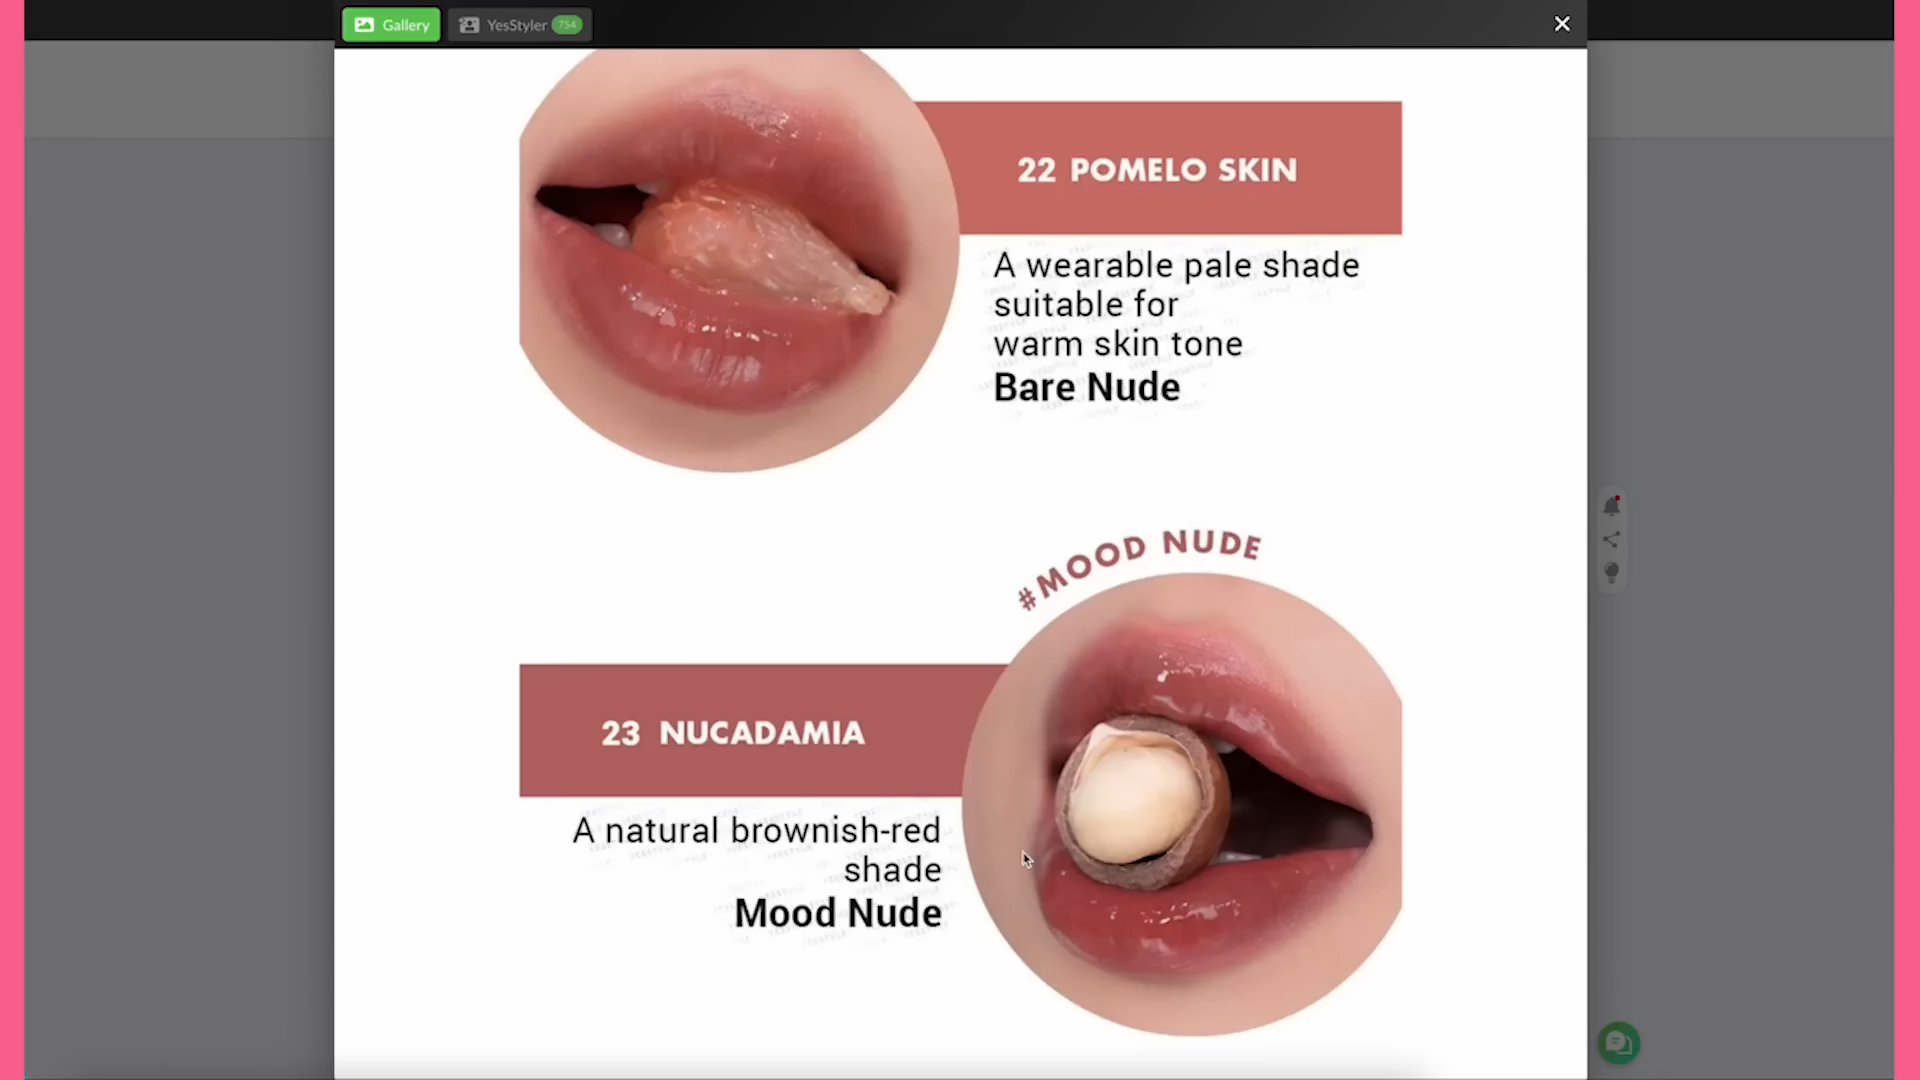 Gallery
YesStyler 754
22 POMELO SKIN
A wearable pale shade
suitable for
warm skin tone
Bare Nude
#MOOD NUDE
23 NUCADAMIA
A natural brownish-red
shade
Mood Nude